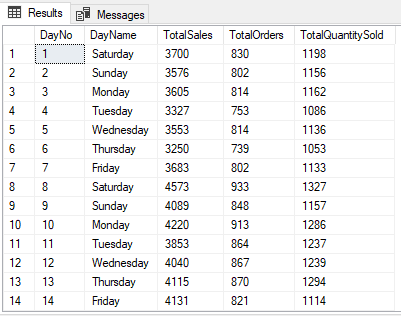 Results Messages
DayNo DayName TotalSales TotalOrders TotalQuantitySold
1 1 Saturday 3700 830 1198
2 2 Sunday 3576 802 1156
3 3 Monday 3605 814 1162
4 4 Tuesday 3327 753 1086
5 5 Wednesday 3553 814 1136
6 6 Thursday 3250 739 1053
7 7 Friday 3683 802 1133
8 8 Saturday 4573 933 1327
9 9 Sunday 4089 848 1157
10 10 Monday 4220 913 1286
11 11 Tuesday 3853 864 1237
12 12 Wednesday 4040 867 1239
13 13 Thursday 4115 870 1294
14 14 Friday 4131 821 1114